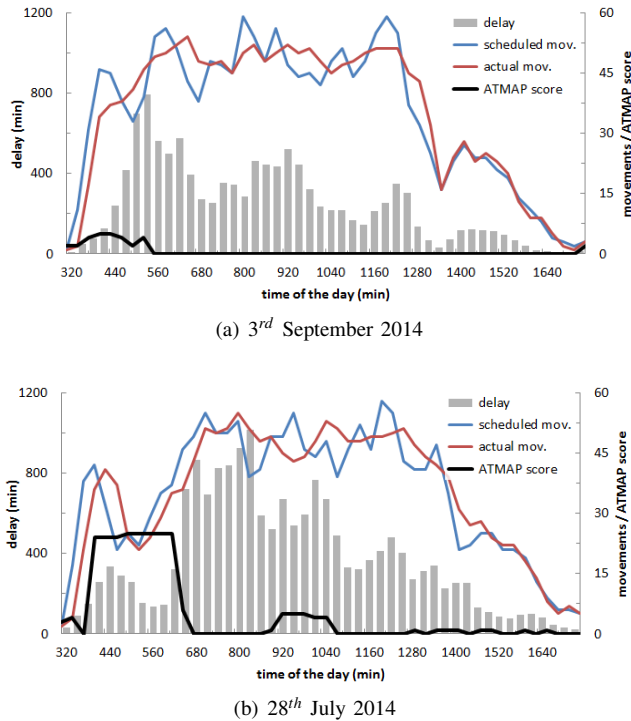 1200
60
delay
scheduled mov.
actual mov.
ATMAP score
800
45
30
400
15
0
0
320 440 560 680 800 920 1040 1160 1280 1400 1520 1640
delay (min)
movements / ATMAP score
time of the day (min)
(a) 3rd September 2014
1200
60
delay
scheduled mov.
actual mov.
ATMAP score
800
45
30
400
15
0
0
320 440 560 680 800 920 1040 1160 1280 1400 1520 1640
delay (min)
movements / ATMAP score
time of the day (min)
(b) 28th July 2014